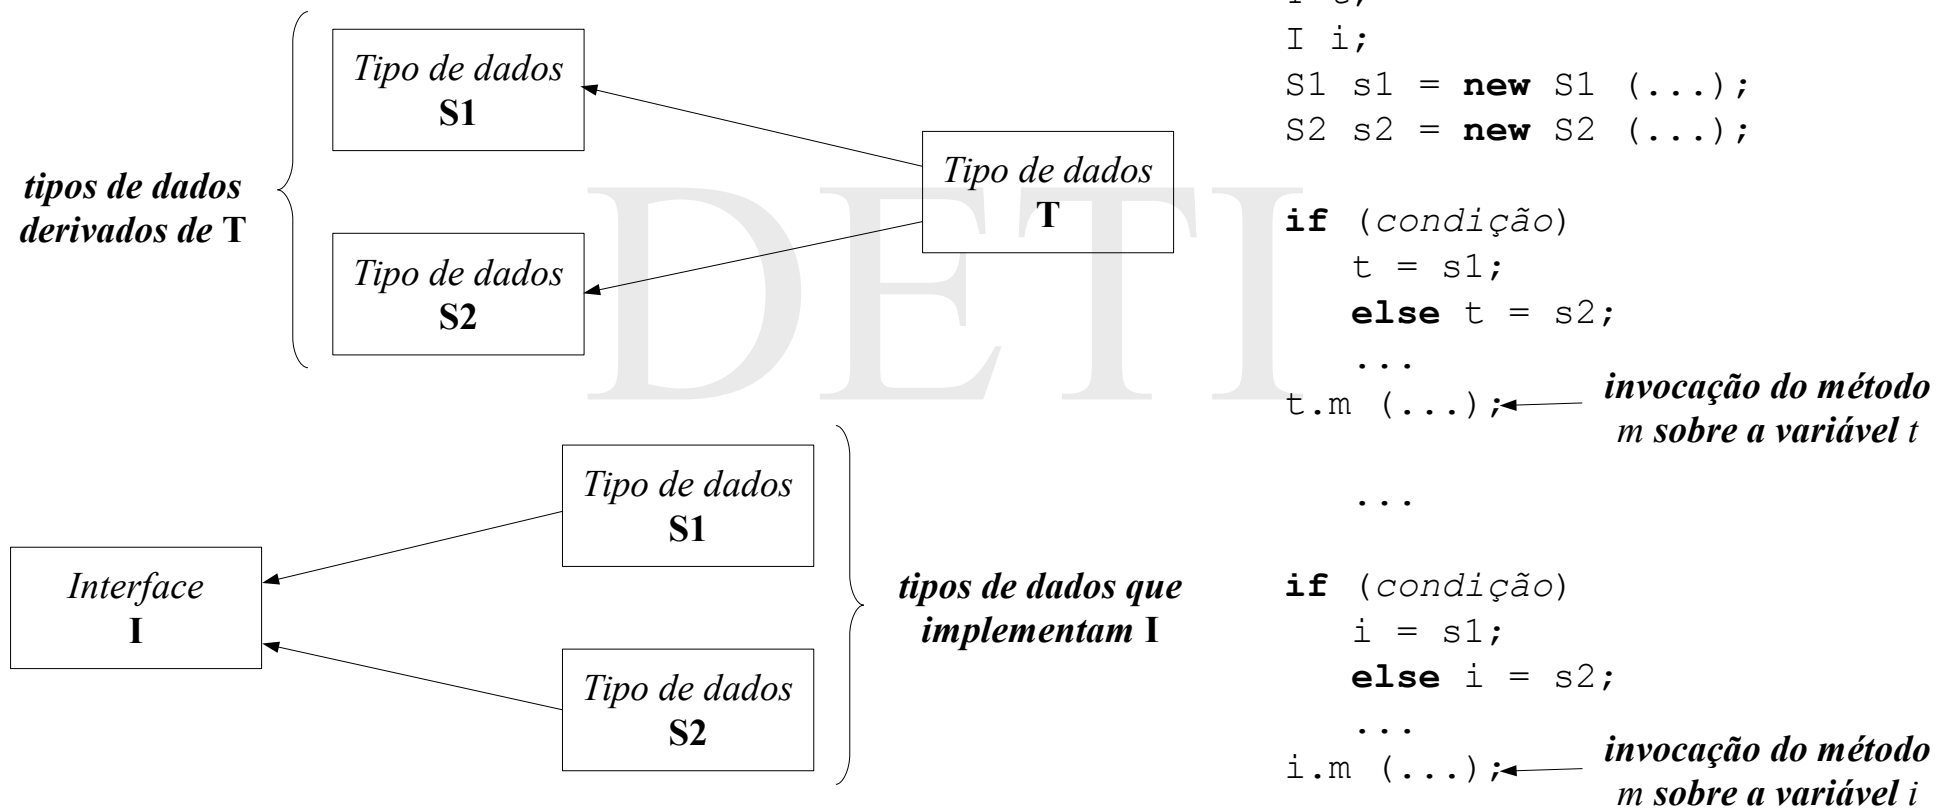 Tipo de dados
S1
tipos de dados
derivados de T
Tipo de dados
T
Tipo de dados
S2
DETI
Tipo de dados
S1
Interface
I
tipos de dados que
implementam I
Tipo de dados
S2
I i;
S1 s1 = new S1 (...);
S2 s2 = new S2 (...);
if (condição)
t = s1;
else t = s2;
...
t.m (...);
invocação do método
m sobre a variável t
...
if (condição)
i = s1;
else i = s2;
...
i.m (...);
invocação do método
m sobre a variável i